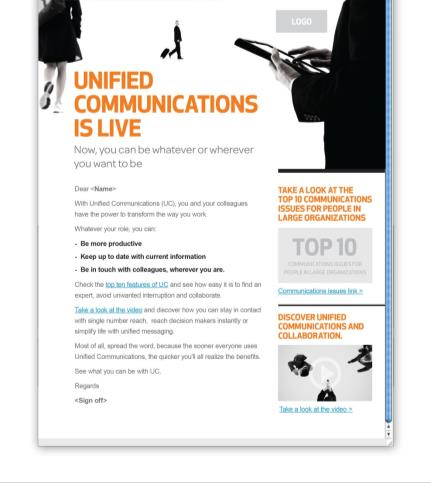 LOGO
UNIFIED
COMMUNICATIONS
IS LIVE
Now, you can be whatever or wherever
you want to be
Dear <Name>
With Unified Communications (UC), you and your colleagues
have the power to transform the way you work.
Whatever your role, you can:
- Be more productive
- Keep up to date with current information
- Be in touch with colleagues, wherever you are.
Check the top ten features of UC and see how easy it is to find an
expert, avoid unwanted interruption and collaborate.
Take a look at the video and discover how you can stay in contact
with single number reach, reach decision makers instantly or
simplify life with unified messaging.
Most of all, spread the word, because the sooner everyone uses
Unified Communications, the quicker you'll all realize the benefits.
See what you can be with UC.
Regards
<Sign off>
TAKE A LOOK AT THE
TOP 10 COMMUNICATIONS
ISSUES FOR PEOPLE IN
LARGE ORGANIZATIONS
TOP 10
COMMUNICATIONS ISSUES FOR
PEOPLE IN LARGE ORGANIZATIONS
Communications issues link >
DISCOVER UNIFIED
COMMUNICATIONS AND
COLLABORATION.
Take a look at the video >